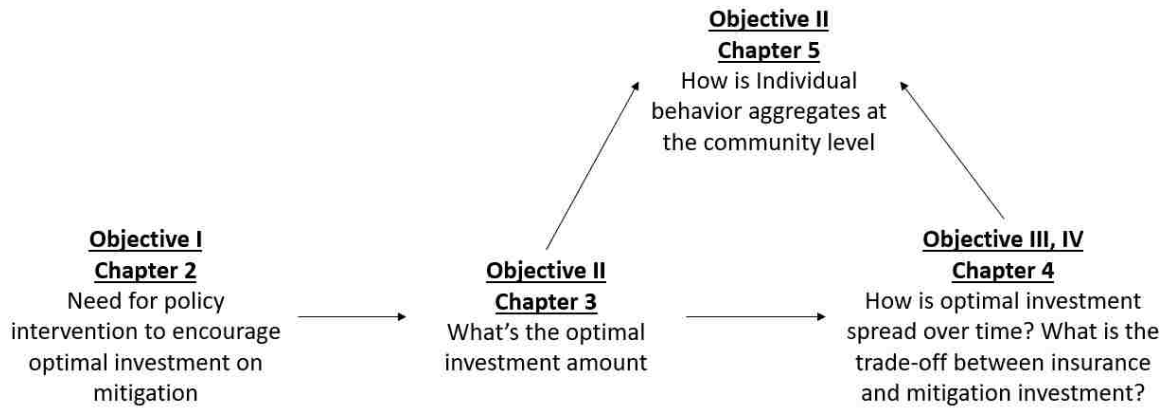 Objective II
Chapter 5
How is Individual
behavior aggregates at
the community level
Objective I
Chapter 2
Need for policy
intervention to encourage
optimal investment on
mitigation
Objective II
Chapter 3
What's the optimal
investment amount
Objective III, IV
Chapter 4
How is optimal investment
spread over time? What is the
trade-off between insurance
and mitigation investment?